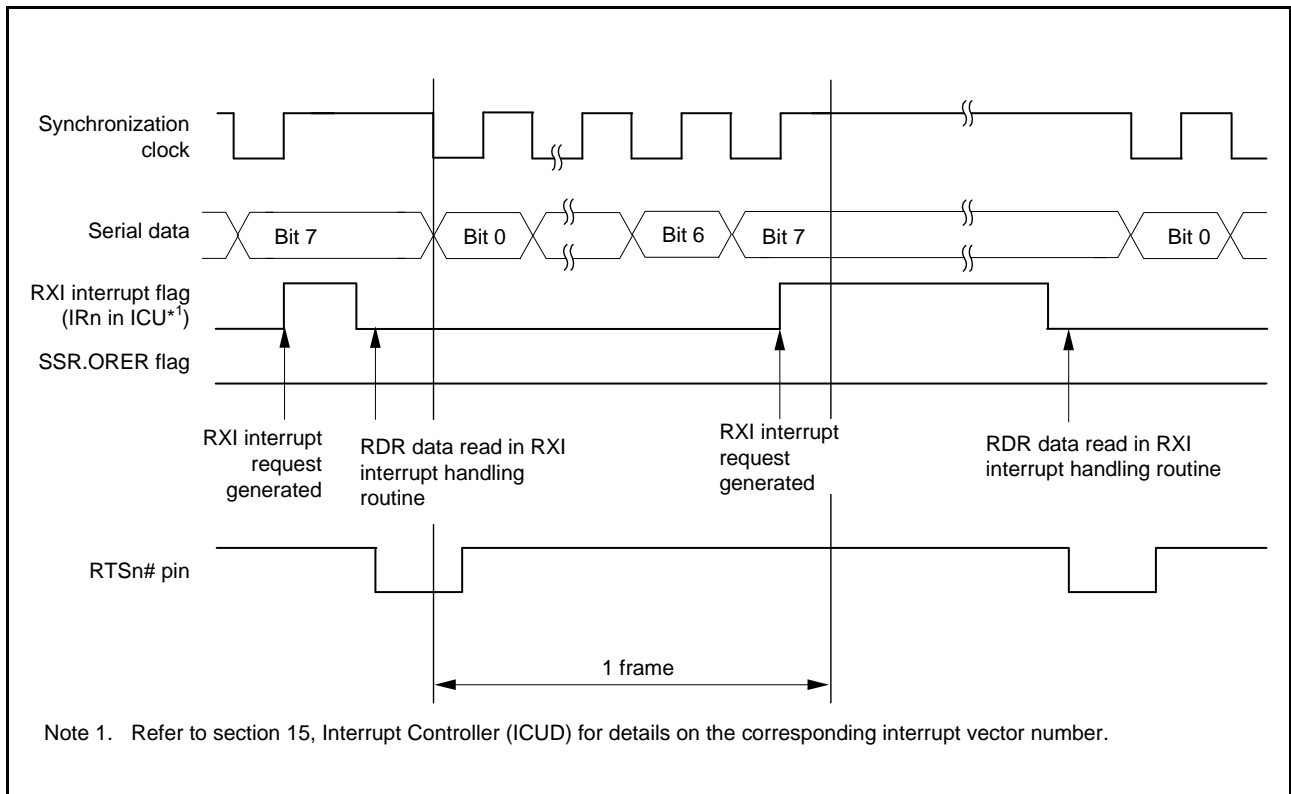 Synchronization
clock
Serial data
Bit 7
Bit 0
Bit 6
Bit 7
Bit 0
RXI interrupt flag
(IRn in ICU*1)
SSR.ORER flag
RXI interrupt
request
generated
RDR data read in RXI
interrupt handling
routine
RXI interrupt
request
generated
RDR data read in RXI
interrupt handling routine
RTSn# pin
1 frame
Note 1. Refer to section 15, Interrupt Controller (ICUD) for details on the corresponding interrupt vector number.